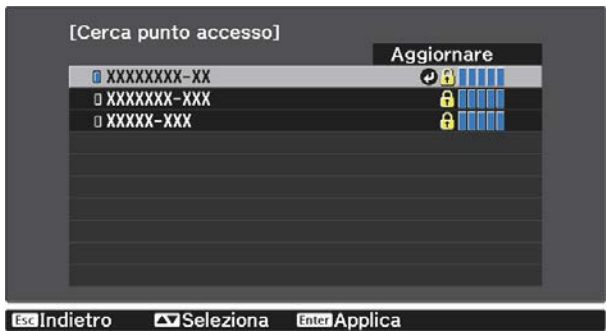 [Cerca punto accesso]
Aggiornare
XXXXXXXX-XX
XXXXXXX-XXX
XXXXX-XXX
Esc Indietro Seleziona Enter Applica